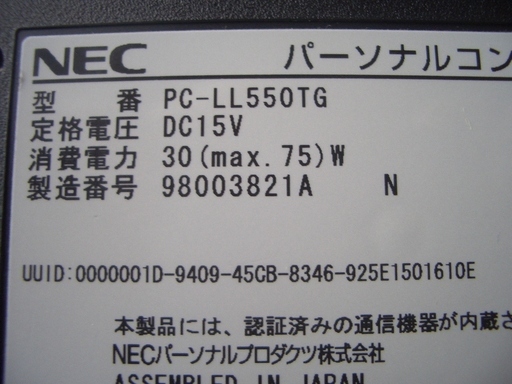 NEC パーソナルコン
型 番 PC-LL550TG
定格電圧 DC15V
消費電力 30(max.75)W
製造番号 98003821A N
UUID:0000001D-9409-45CB-8346-925E1501610E
本製品には、認証済みの通信機器が内蔵さ
NECパーソナルプロダクツ株式会社
ASSEMBLED IN JAPAN